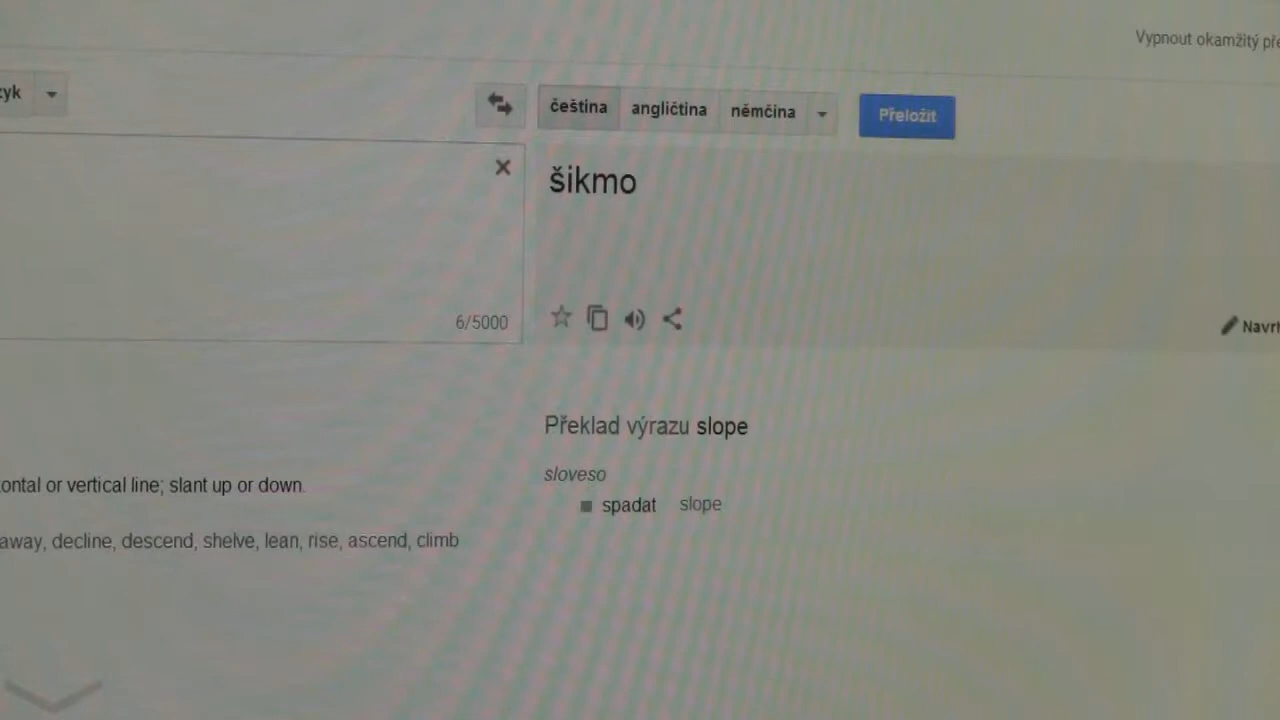 Vypnout okamžitý pře
zyk
čeština angličtina němčina Přeložit
šikmo
6/5000
Překlad výrazu slope
sloveso
spadat slope
ontal or vertical line; slant up or down.
away, decline, descend, shelve, lean, rise, ascend, climb